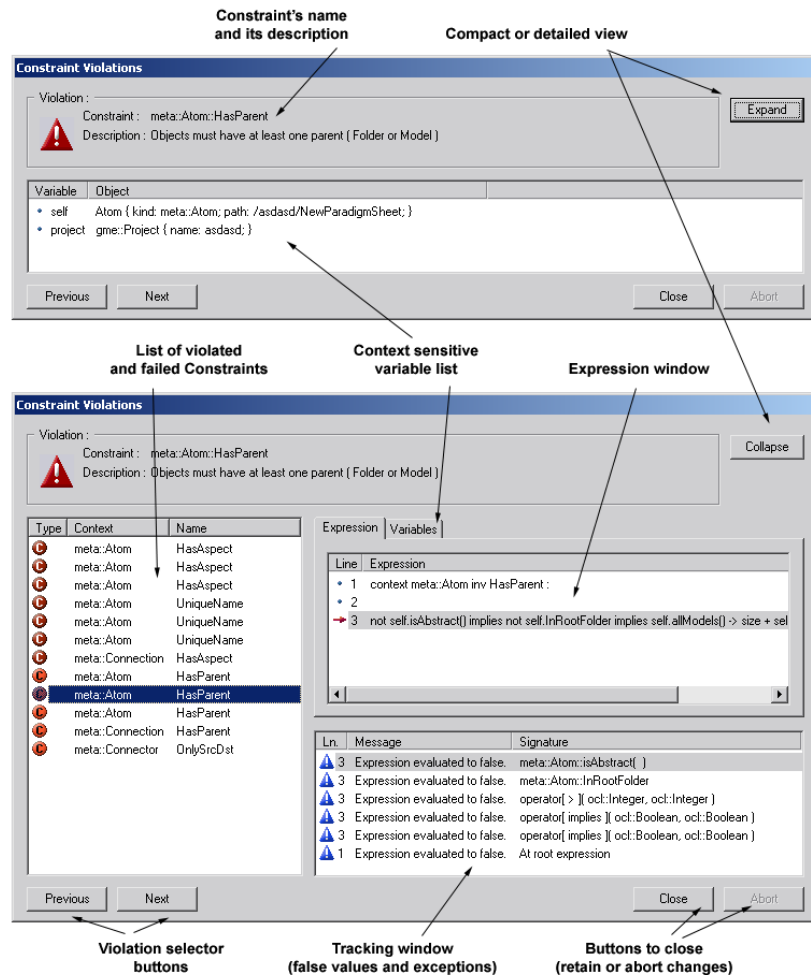 Constraint's name
and its description
Compact or detailed view
Constraint Violations
Violation :
Constraint : meta::Atom::HasParent
Description : Objects must have at least one parent ( Folder or Model )
Expand
Variable Object
self Atom { kind: meta::Atom; path: /asdasd/NewParadigmSheet; }
project gme::Project { name: asdasd; }
Previous Next Close Abort
List of violated
and failed Constraints
Context sensitive
variable list
Expression window
Constraint Violations
Violation :
Constraint : meta::Atom::HasParent
Description : Objects must have at least one parent ( Folder or Model )
Collapse
Type Context Name
C meta::Atom HasAspect
C meta::Atom HasAspect
C meta::Atom HasAspect
C meta::Atom UniqueName
C meta::Atom UniqueName
C meta::Atom UniqueName
C meta::Connection HasAspect
C meta::Atom HasParent
C meta::Atom HasParent
C meta::Atom HasParent
C meta::Connection HasParent
C meta::Connector OnlySrcDst
Expression Variables
Line Expression
1 context meta::Atom inv HasParent :
2
3 not self.isAbstract() implies not self.InRootFolder implies self.allModels() -> size + sel
Ln. Message Signature
3 Expression evaluated to false. meta::Atom::isAbstract( )
3 Expression evaluated to false. meta::Atom::InRootFolder
3 Expression evaluated to false. operator[ > ]( ocl::Integer, ocl::Integer )
3 Expression evaluated to false. operator[ implies ]( ocl::Boolean, ocl::Boolean )
3 Expression evaluated to false. operator[ implies ]( ocl::Boolean, ocl::Boolean )
1 Expression evaluated to false. At root expression
Previous Next Close Abort
Violation selector
buttons
Tracking window
(false values and exceptions)
Buttons to close
(retain or abort changes)